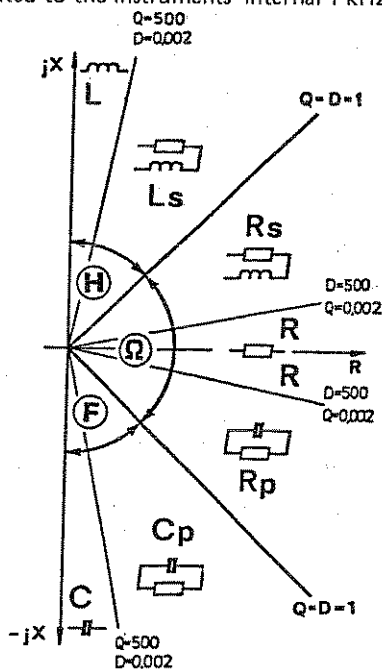 Q=500
D=0,002
jX
L
Q=D=1
Ls
Rs
H
D=500
Q=0,002
Ω
R
R
R
D=500
Q=0,002
F
Rp
Cp
C
Q=D=1
-jX
Q=500
D=0,002